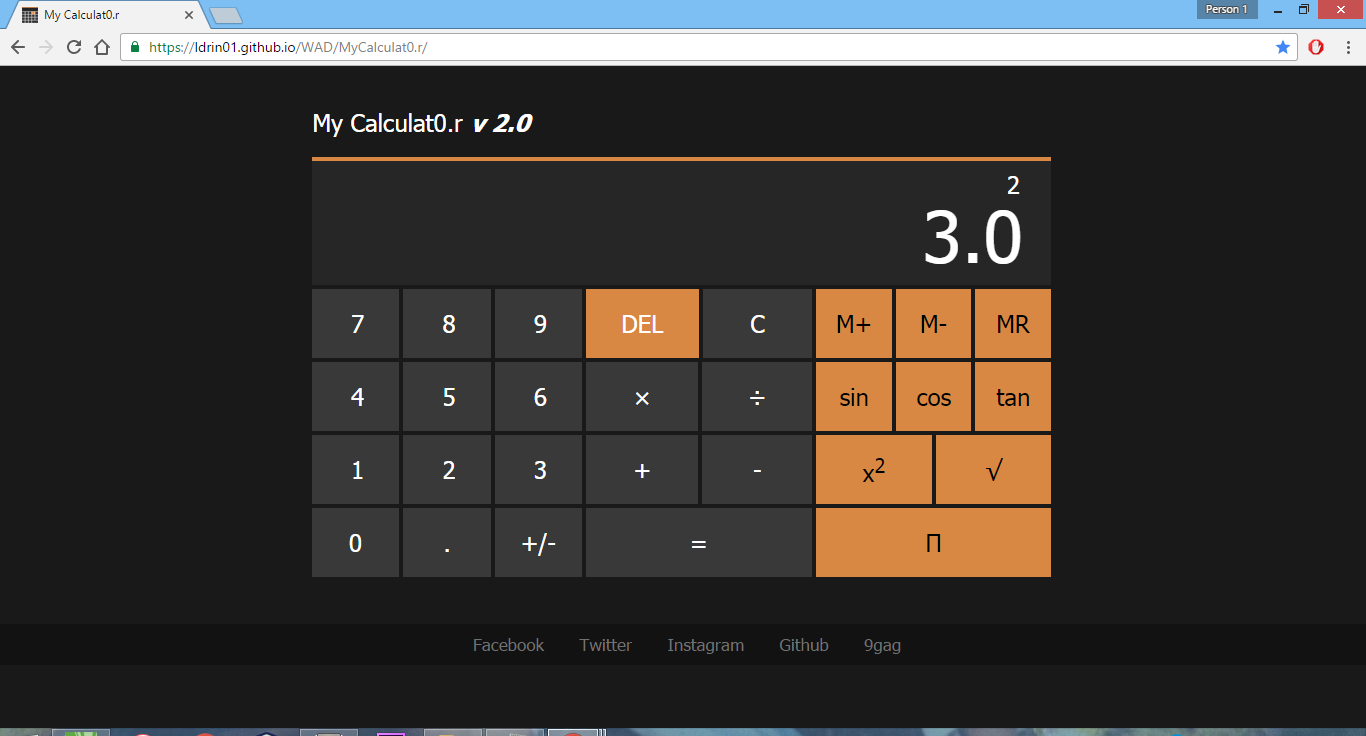 My Calculat0.r
Person 1
https://ldrin01.github.io/WAD/MyCalculat0.r/
My Calculat0.r v 2.0
2
3.0
7 8 9 DEL C M+ M- MR
4 5 6 × ÷ sin cos tan
1 2 3 + - x² √
0 . +/- = Π
Facebook Twitter Instagram Github 9gag